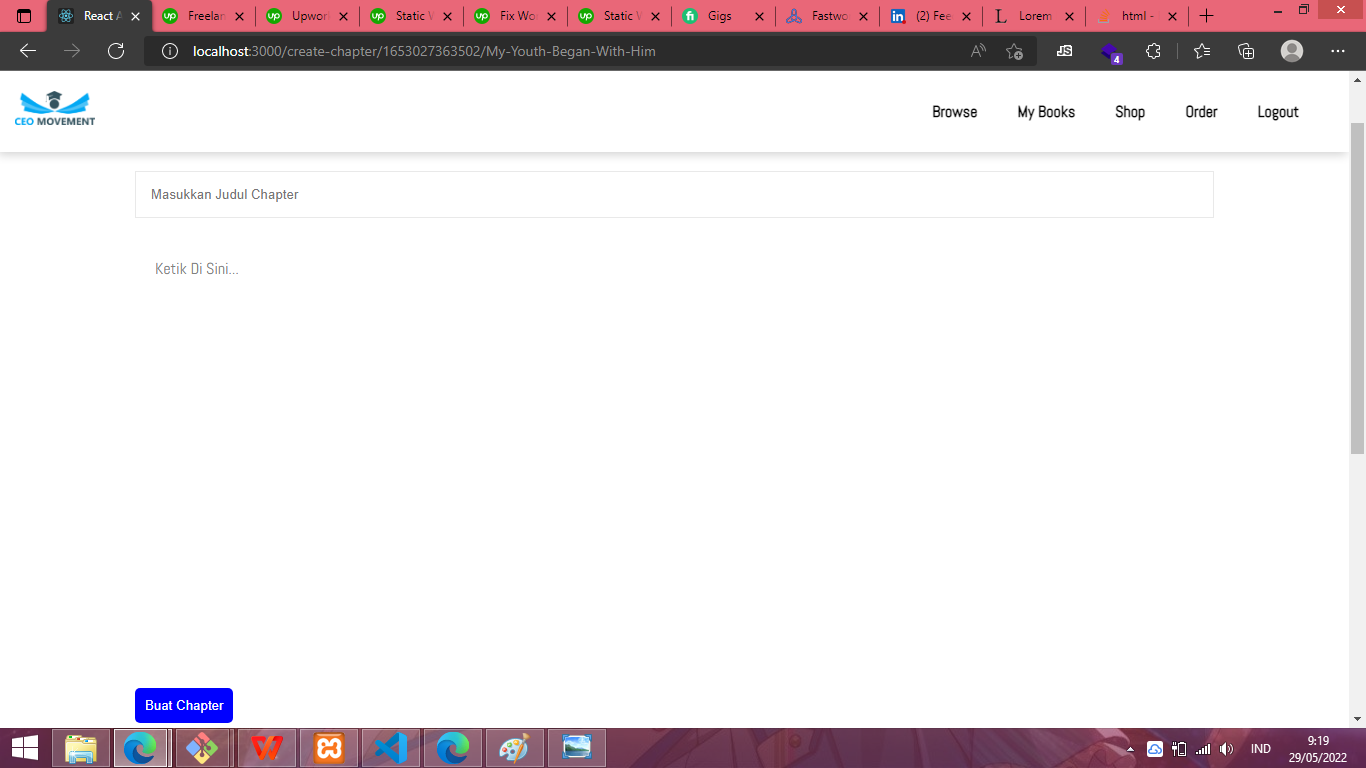 React A
Freelan
Upwork
Static W
Fix Wo
Static W
Gigs
Fastwo
(2) Fee
Lorem
html -
localhost:3000/create-chapter/1653027363502/My-Youth-Began-With-Him
4
CEO MOVEMENT
Browse
My Books
Shop
Order
Logout
Masukkan Judul Chapter
Ketik Di Sini...
Buat Chapter
IND
9:19
29/05/2022